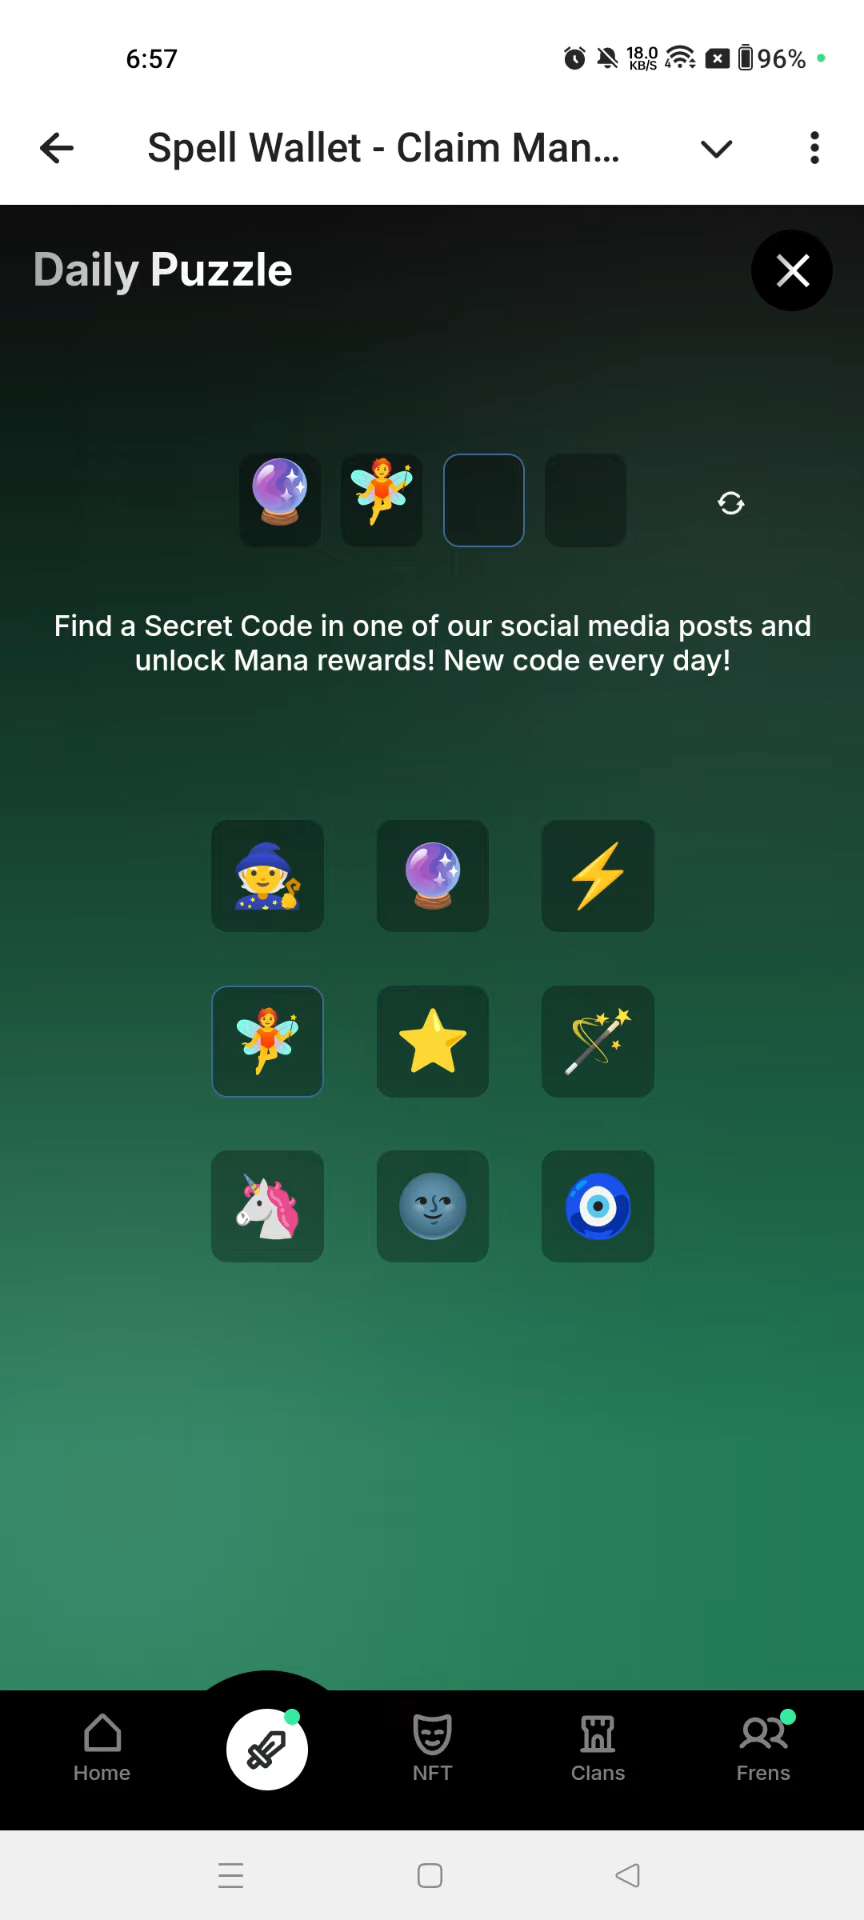 6:57
18.0
KB/S
4
96%
Spell Wallet - Claim Man...
Daily Puzzle
Find a Secret Code in one of our social media posts and
unlock Mana rewards! New code every day!
Home
NFT
Clans
Frens